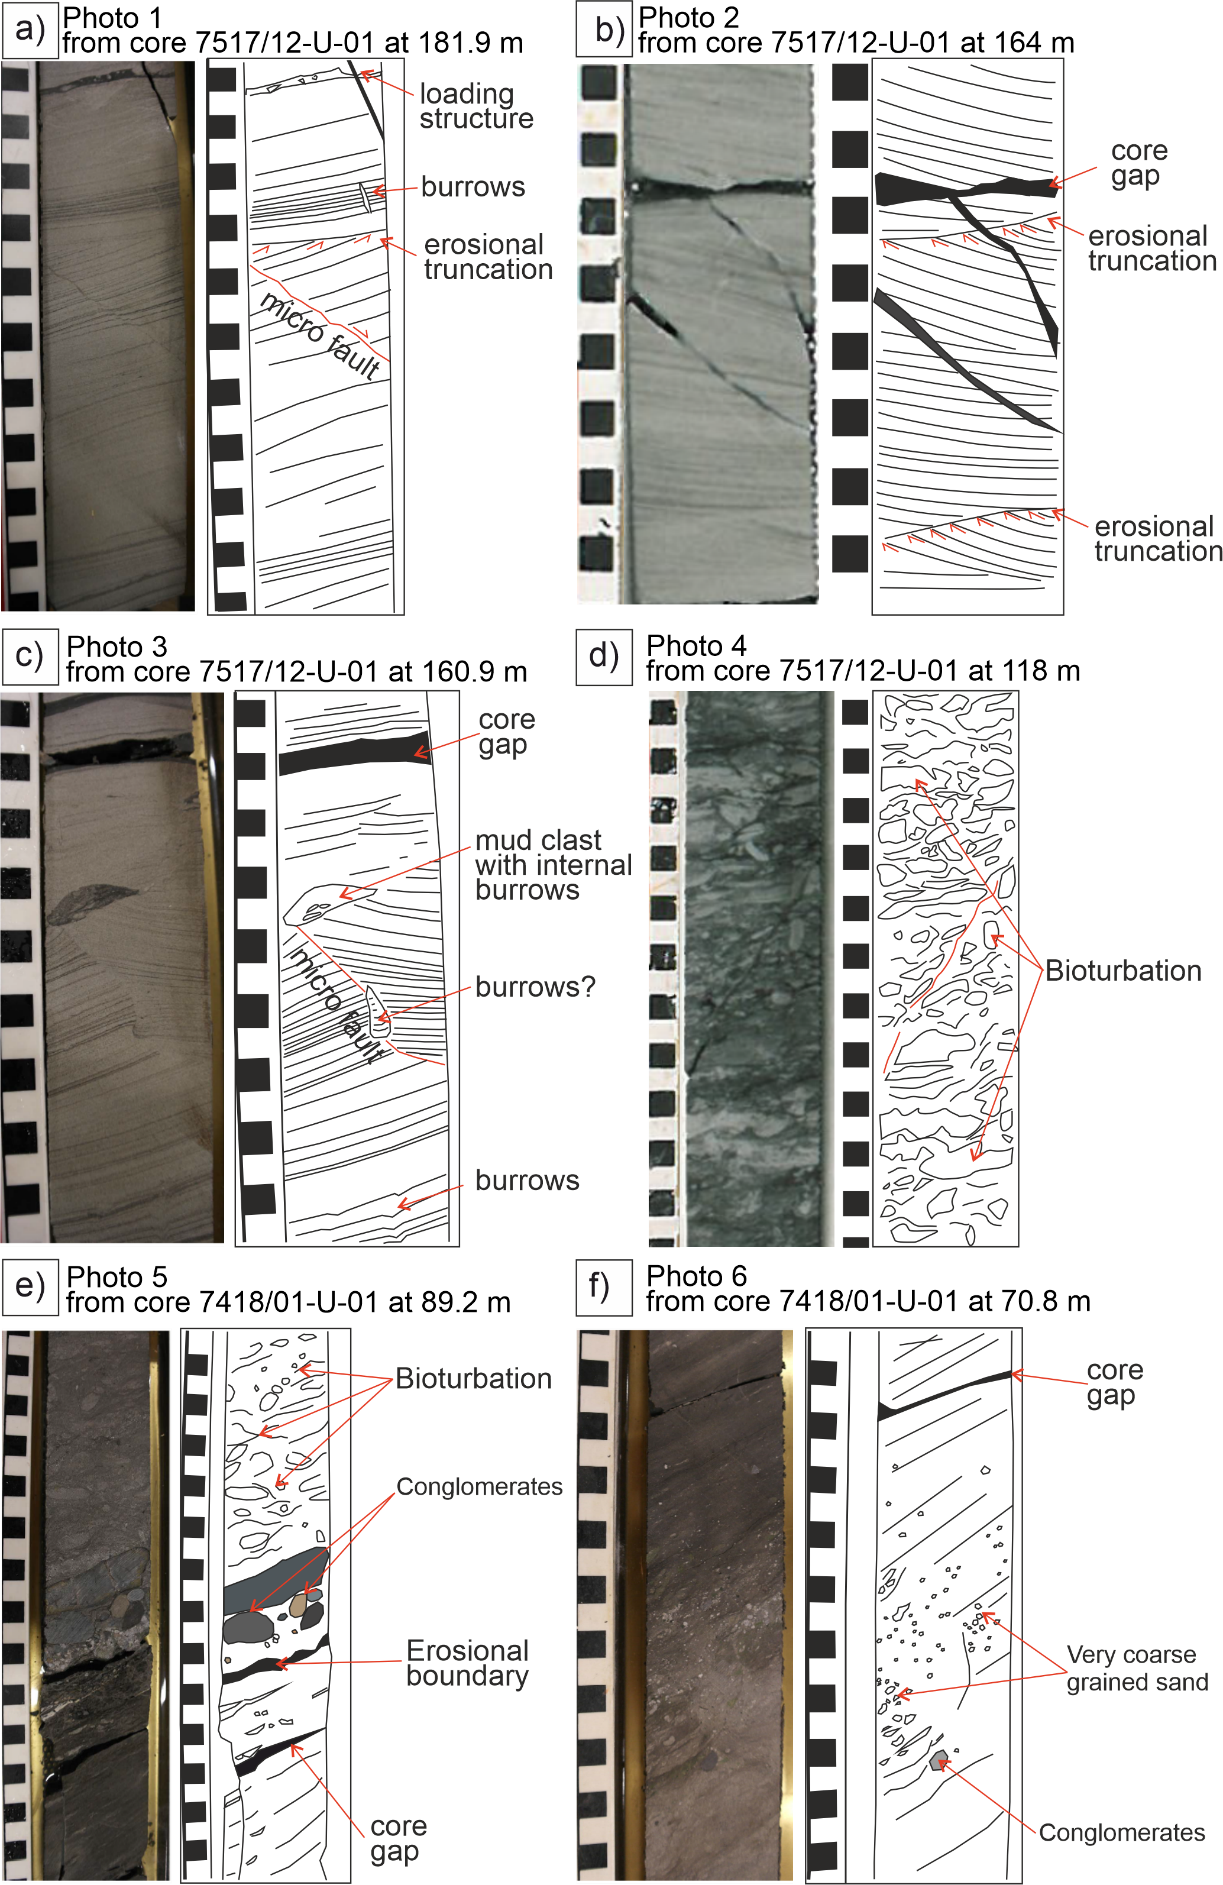 a)
Photo 1
from core 7517/12-U-01 at 181.9 m
loading
structure
burrows
erosional
truncation
micro fault
b)
Photo 2
from core 7517/12-U-01 at 164 m
core
gap
erosional
truncation
erosional
truncation
c)
Photo 3
from core 7517/12-U-01 at 160.9 m
core
gap
mud clast
with internal
burrows
micro fault
burrows?
burrows
d)
Photo 4
from core 7517/12-U-01 at 118 m
Bioturbation
e)
Photo 5
from core 7418/01-U-01 at 89.2 m
Bioturbation
Conglomerates
Erosional
boundary
core
gap
f)
Photo 6
from core 7418/01-U-01 at 70.8 m
core
gap
Very coarse
grained sand
Conglomerates